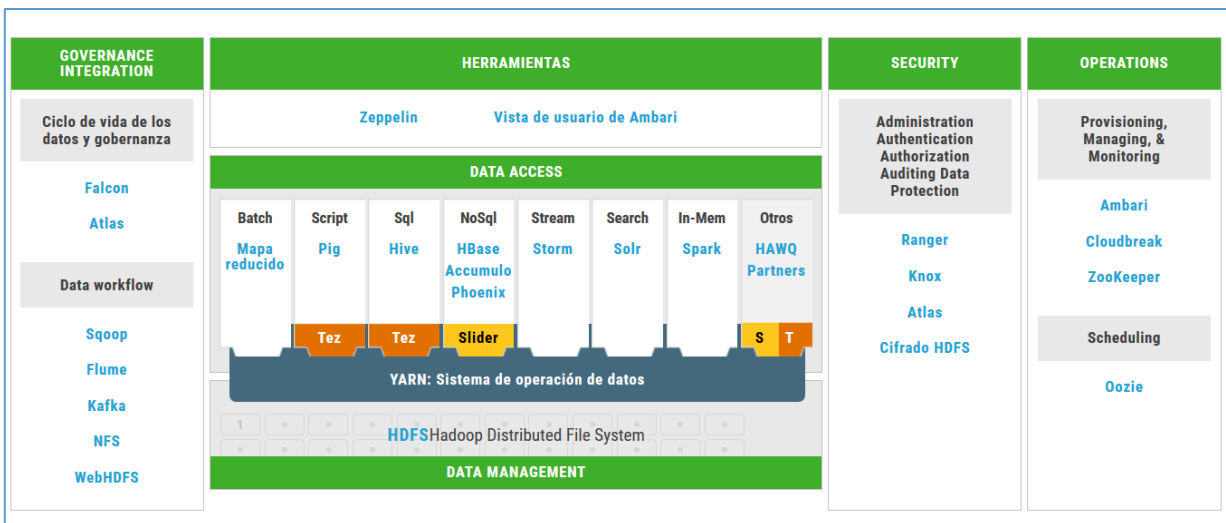 GOVERNANCE
INTEGRATION
Ciclo de vida de los
datos y gobernanza
Falcon
Atlas
Data workflow
Sqoop
Flume
Kafka
NFS
WebHDFS
HERRAMIENTAS
Zeppelin
Vista de usuario de Ambari
DATA ACCESS
Batch
Mapa
reducido
Script
Pig
Tez
Sql
Hive
Tez
NoSql
HBase
Accumulo
Phoenix
Slider
Stream
Storm
Search
Solr
In-Mem
Spark
Otros
HAWQ
Partners
S T
YARN: Sistema de operación de datos
1
HDFSHadoop Distributed File System
DATA MANAGEMENT
SECURITY
Administration
Authentication
Authorization
Auditing Data
Protection
Ranger
Knox
Atlas
Cifrado HDFS
OPERATIONS
Provisioning,
Managing, &
Monitoring
Ambari
Cloudbreak
ZooKeeper
Scheduling
Oozie